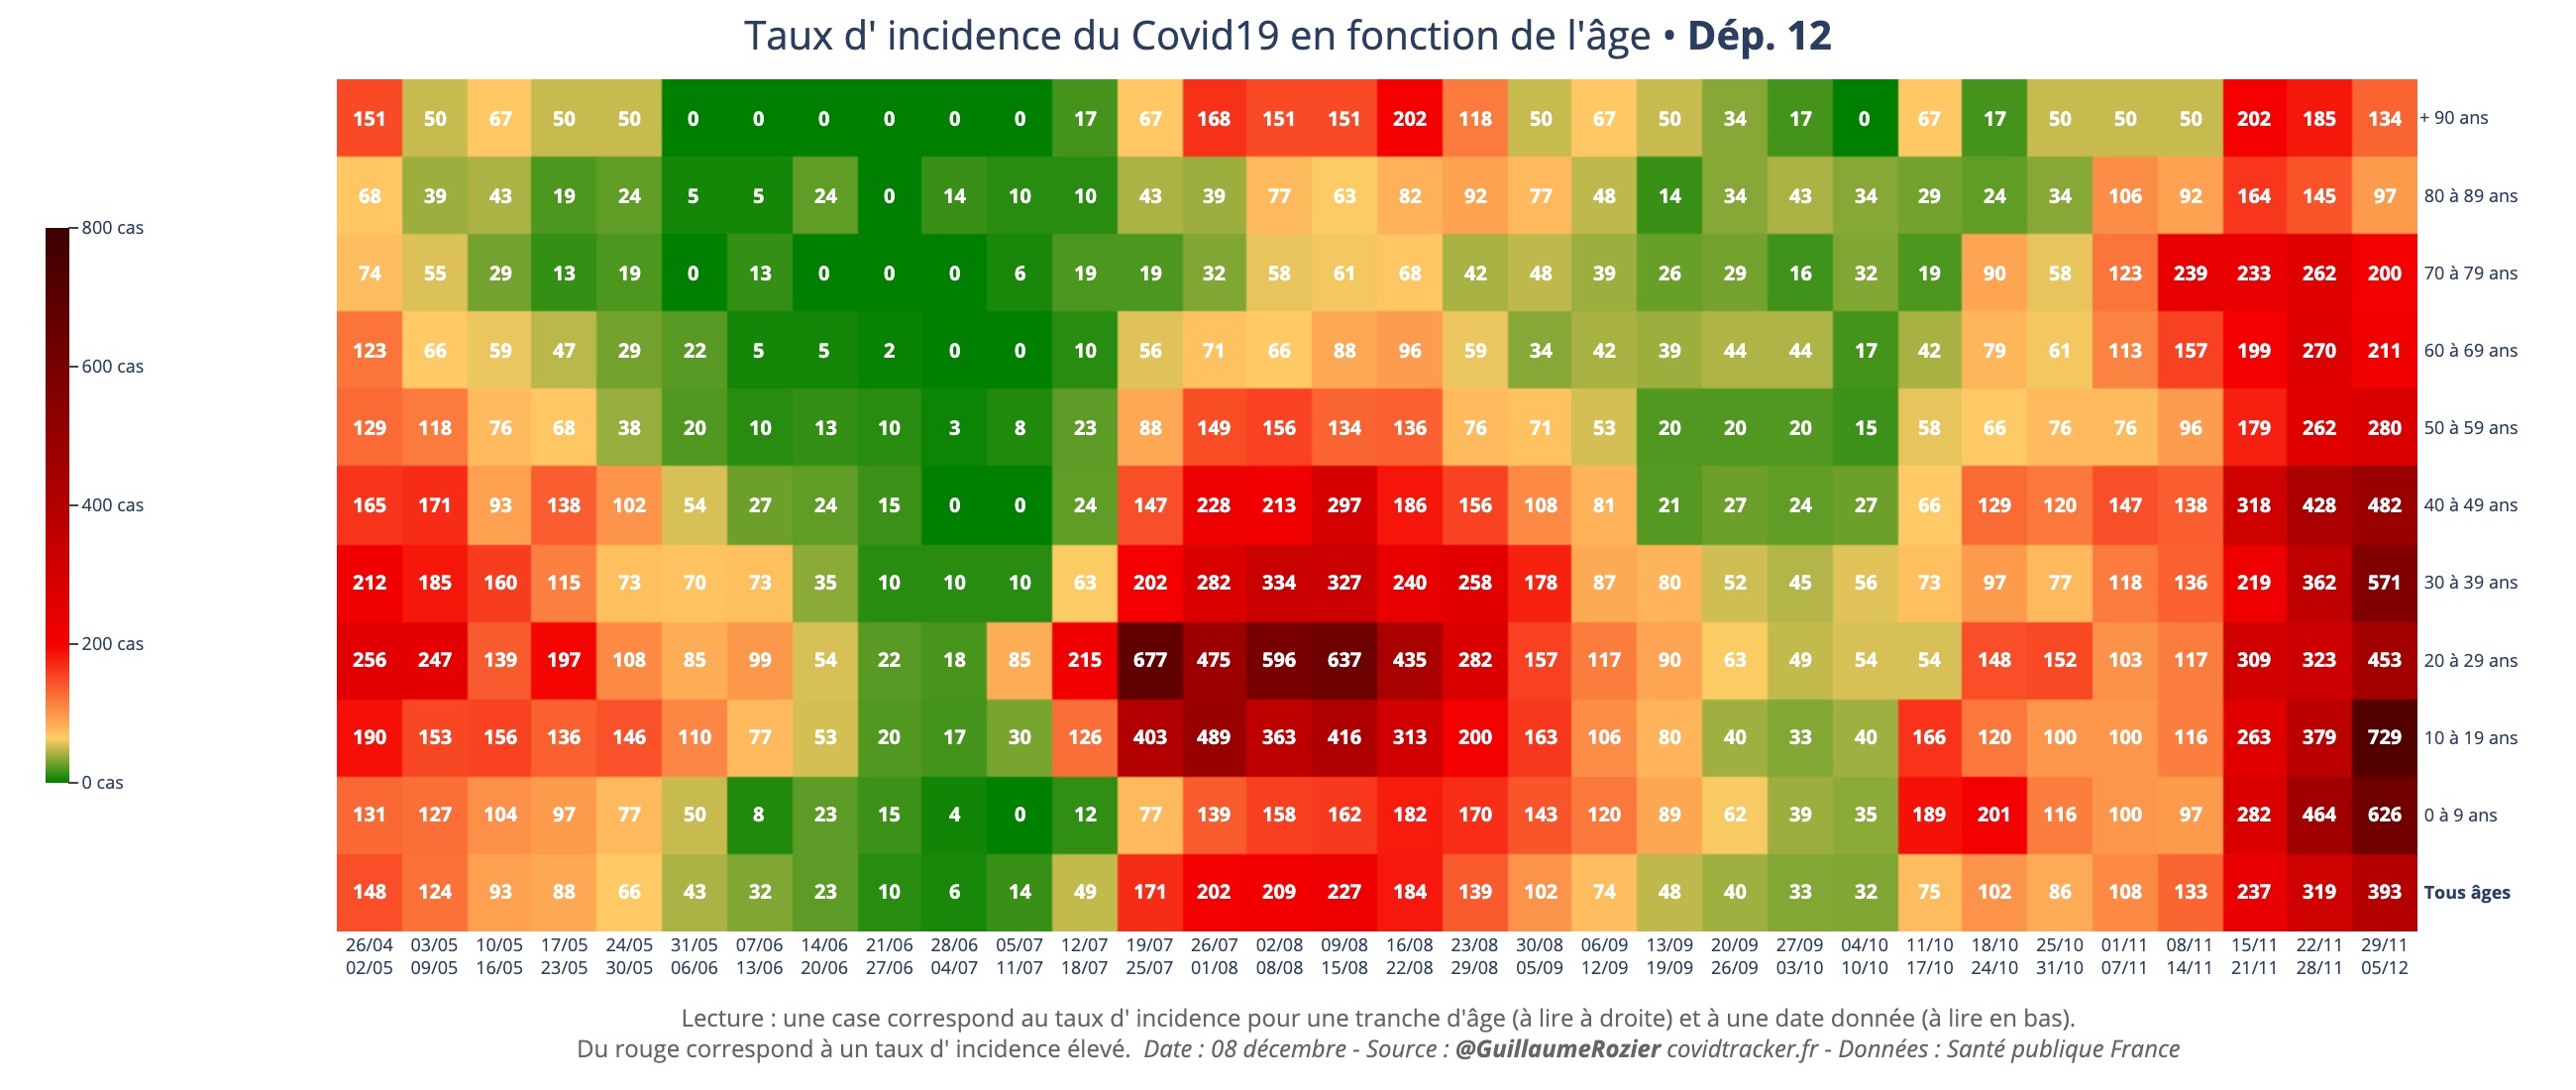 Taux d' incidence du Covid19 en fonction de l'âge • Dép. 12
800 cas
600 cas
400 cas
200 cas
0 cas
151 50 67 50 50 0 0 0 0 0 0 17 67 168 151 151 202 118 50 67 50 34 17 0 67 17 50 50 50 202 185 134 + 90 ans
68 39 43 19 24 5 5 24 0 14 10 10 43 39 77 63 82 92 77 48 14 34 43 34 29 24 34 106 92 164 145 97 80 à 89 ans
74 55 29 13 19 0 13 0 0 0 6 19 19 32 58 61 68 42 48 39 26 29 16 32 19 90 58 123 239 233 262 200 70 à 79 ans
123 66 59 47 29 22 5 5 2 0 0 10 56 71 66 88 96 59 34 42 39 44 44 17 42 79 61 113 157 199 270 211 60 à 69 ans
129 118 76 68 38 20 10 13 10 3 8 23 88 149 156 134 136 76 71 53 20 20 20 15 58 66 76 76 96 179 262 280 50 à 59 ans
165 171 93 138 102 54 27 24 15 0 0 24 147 228 213 297 186 156 108 81 21 27 24 27 66 129 120 147 138 318 428 482 40 à 49 ans
212 185 160 115 73 70 73 35 10 10 10 63 202 282 334 327 240 258 178 87 80 52 45 56 73 97 77 118 136 219 362 571 30 à 39 ans
256 247 139 197 108 85 99 54 22 18 85 215 677 475 596 637 435 282 157 117 90 63 49 54 54 148 152 103 117 309 323 453 20 à 29 ans
190 153 156 136 146 110 77 53 20 17 30 126 403 489 363 416 313 200 163 106 80 40 33 40 166 120 100 100 116 263 379 729 10 à 19 ans
131 127 104 97 77 50 8 23 15 4 0 12 77 139 158 162 182 170 143 120 89 62 39 35 189 201 116 100 97 282 464 626 0 à 9 ans
148 124 93 88 66 43 32 23 10 6 14 49 171 202 209 227 184 139 102 74 48 40 33 32 75 102 86 108 133 237 319 393 Tous âges
26/04 03/05 10/05 17/05 24/05 31/05 07/06 14/06 21/06 28/06 05/07 12/07 19/07 26/07 02/08 09/08 16/08 23/08 30/08 06/09 13/09 20/09 27/09 04/10 11/10 18/10 25/10 01/11 08/11 15/11 22/11 29/11
02/05 09/05 16/05 23/05 30/05 06/06 13/06 20/06 27/06 04/07 11/07 18/07 25/07 01/08 08/08 15/08 22/08 29/08 05/09 12/09 19/09 26/09 03/10 10/10 17/10 24/10 31/10 07/11 14/11 21/11 28/11 05/12
Lecture : une case correspond au taux d' incidence pour une tranche d'âge (à lire à droite) et à une date donnée (à lire en bas).
Du rouge correspond à un taux d' incidence élevé. Date : 08 décembre - Source : @GuillaumeRozier covidtracker.fr - Données : Santé publique France